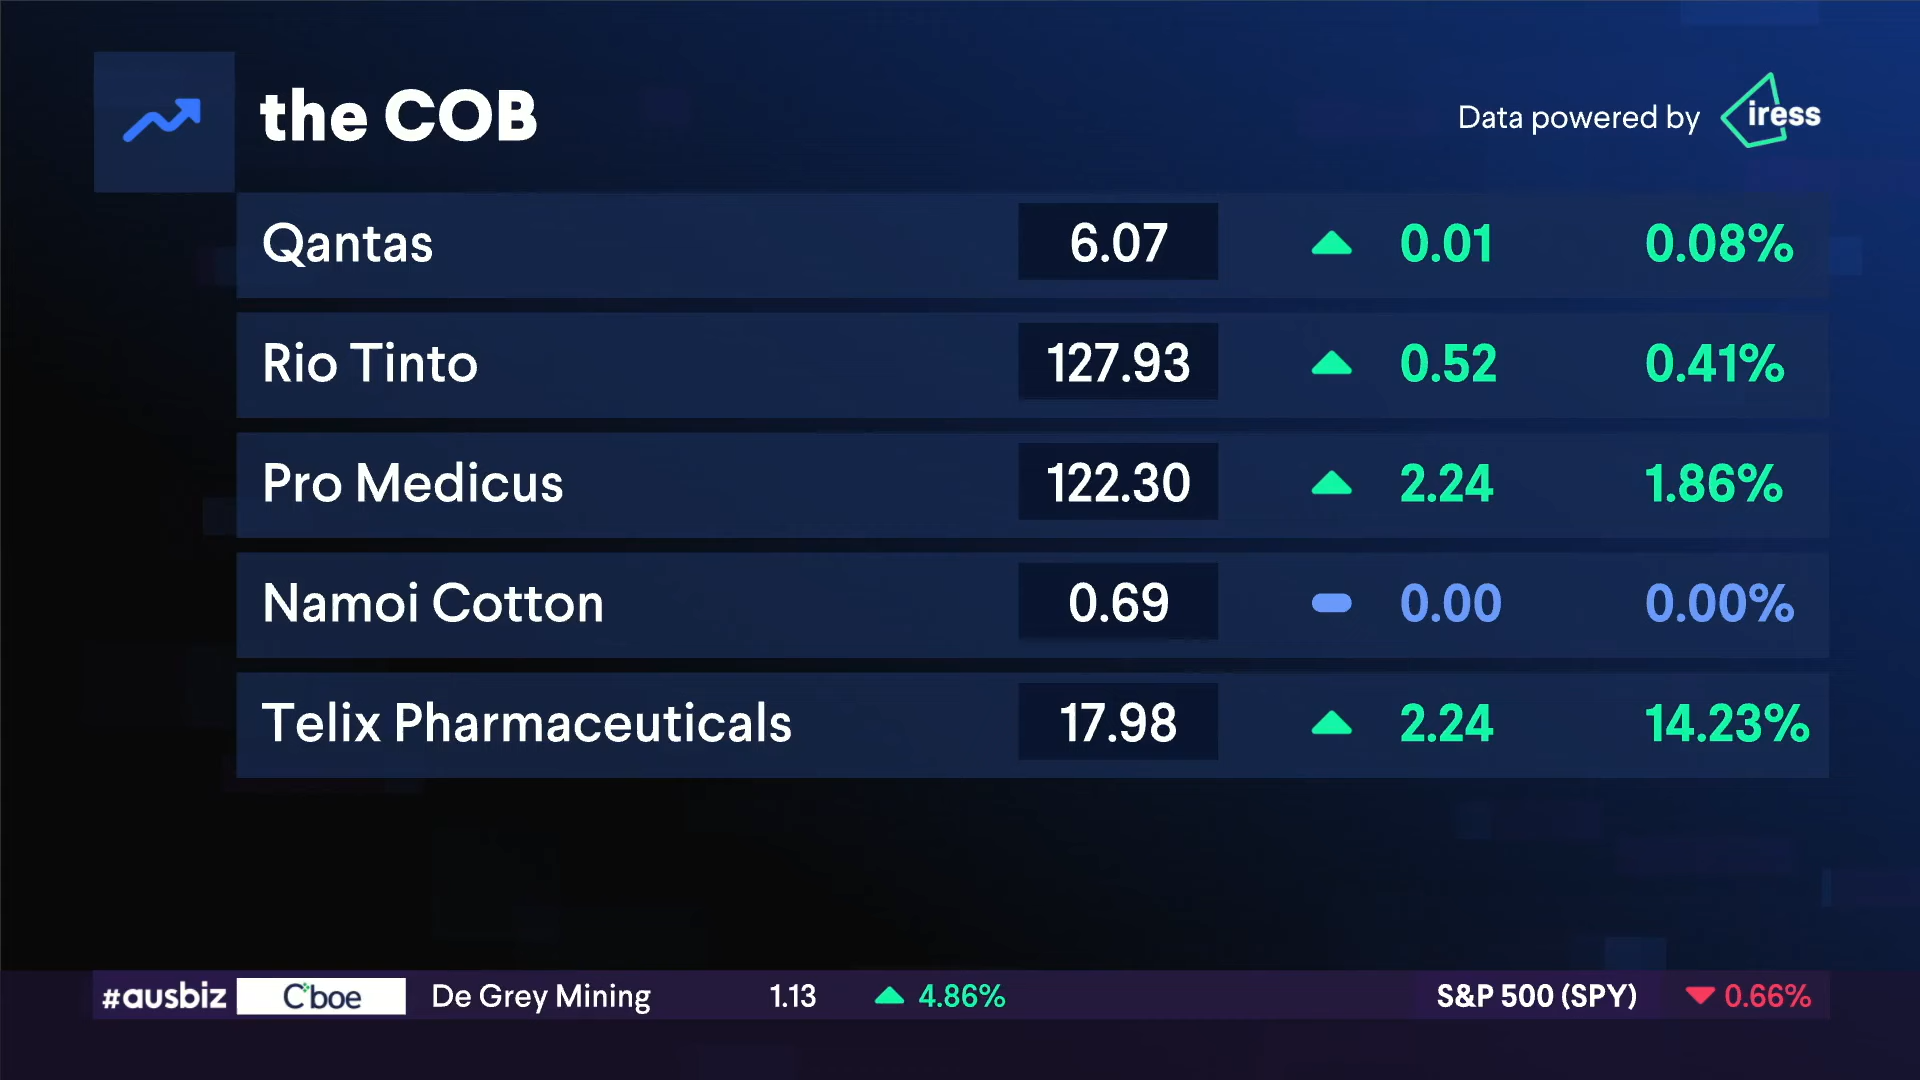 the COB
Data powered by iress
Qantas 6.07 0.01 0.08%
Rio Tinto 127.93 0.52 0.41%
Pro Medicus 122.30 2.24 1.86%
Namoi Cotton 0.69 0.00 0.00%
Telix Pharmaceuticals 17.98 2.24 14.23%
#ausbiz Cboe De Grey Mining 1.13 4.86% S&P 500 (SPY) 0.66%